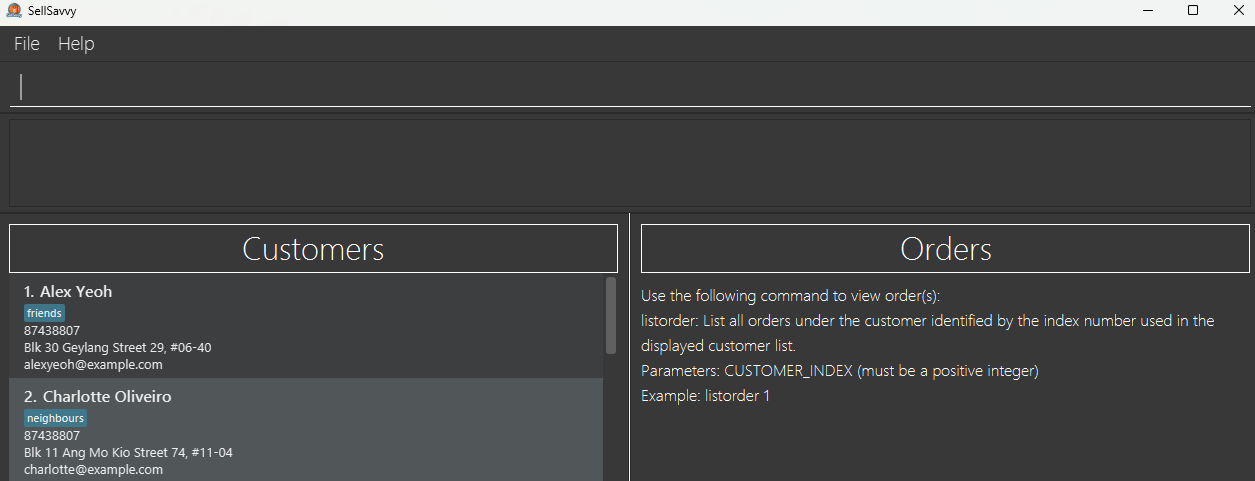 SellSavvy
File Help
Customers
1. Alex Yeoh
friends
87438807
Blk 30 Geylang Street 29, #06-40
alexyeoh@example.com
2. Charlotte Oliveiro
neighbours
87438807
Blk 11 Ang Mo Kio Street 74, #11-04
charlotte@example.com
Orders
Use the following command to view order(s):
listorder: List all orders under the customer identified by the index number used in the
displayed customer list.
Parameters: CUSTOMER_INDEX (must be a positive integer)
Example: listorder 1